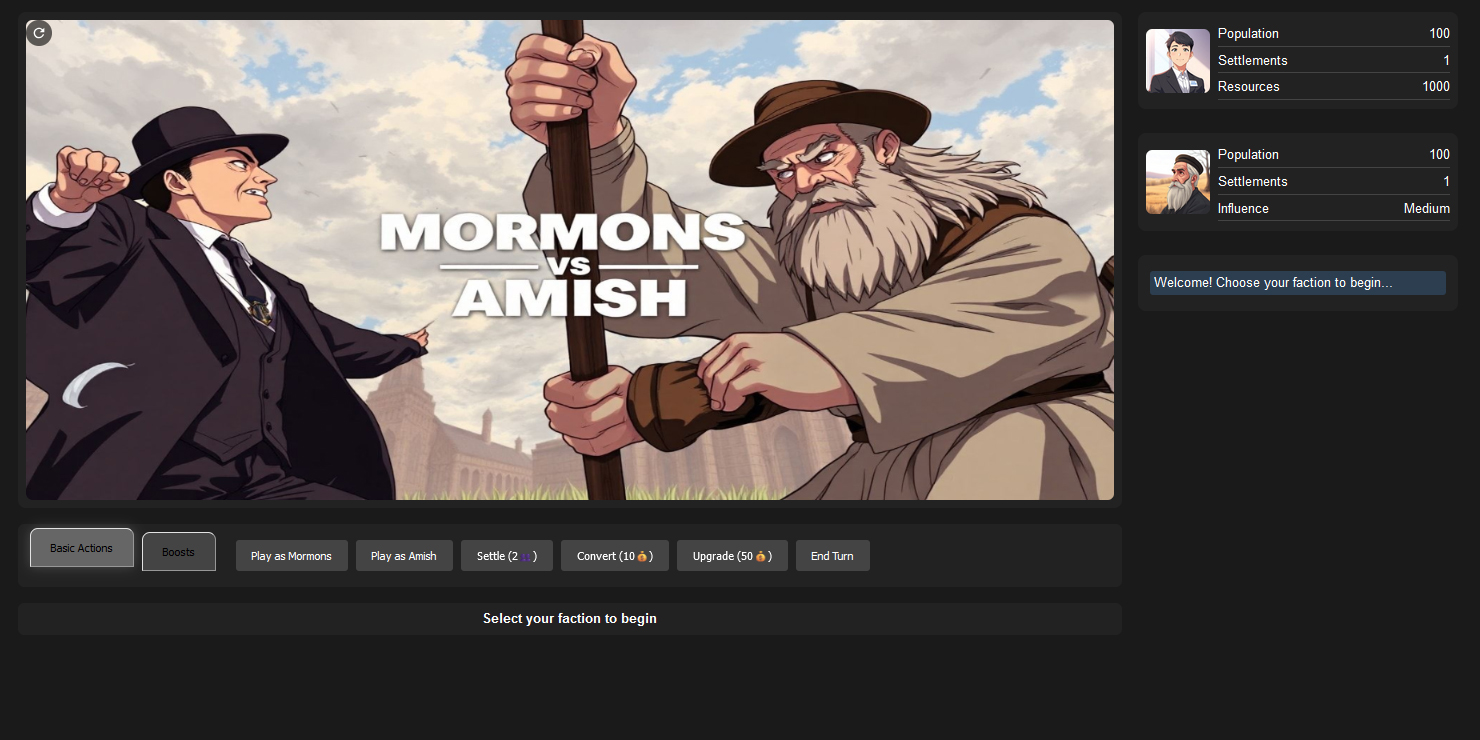 MORMONS
VS
AMISH
Population 100
Settlements 1
Resources 1000
Population 100
Settlements 1
Influence Medium
Welcome! Choose your faction to begin...
Basic Actions Boosts Play as Mormons Play as Amish Settle (2👥) Convert (10💰) Upgrade (50💰) End Turn
Select your faction to begin